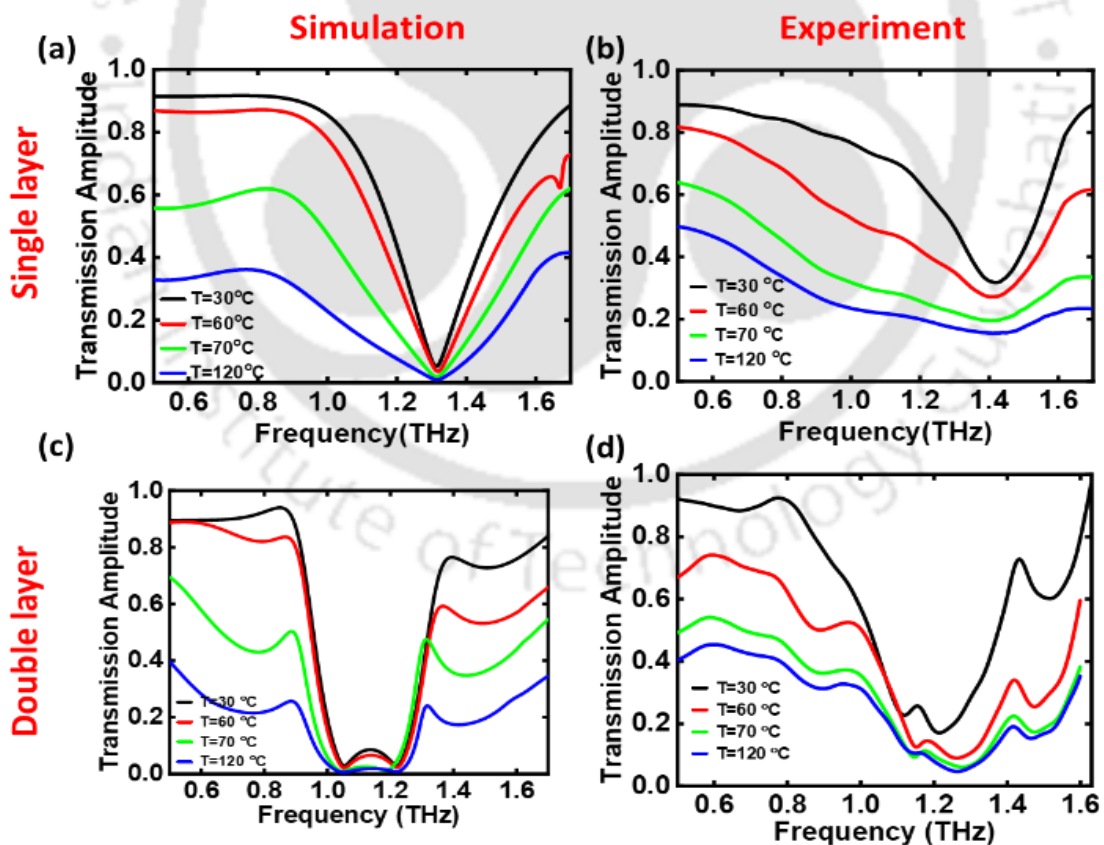 Simulation
Experiment
Single layer
Double layer
(a)
Transmission Amplitude
1.0
0.8
0.6
0.4
0.2
0.0
T=30°C
T=60°C
T=70°C
T=120°C
0.6 0.8 1.0 1.2 1.4 1.6
Frequency(THz)
(b)
Transmission Amplitude
1.0
0.8
0.6
0.4
0.2
0.0
T=30 °C
T=60 °C
T=70 °C
T=120 °C
0.6 0.8 1.0 1.2 1.4 1.6
Frequency(THz)
(c)
Transmission Amplitude
1.0
0.8
0.6
0.4
0.2
0.0
T=30 °C
T=60 °C
T=70 °C
T=120 °C
0.6 0.8 1.0 1.2 1.4 1.6
Frequency (THz)
(d)
Transmission Amplitude
1.0
0.8
0.6
0.4
0.2
0.0
T=30 °C
T=60 °C
T=70 °C
T=120 °C
0.6 0.8 1.0 1.2 1.4 1.6
Frequency (THz)
Institute of Technology Guwahati